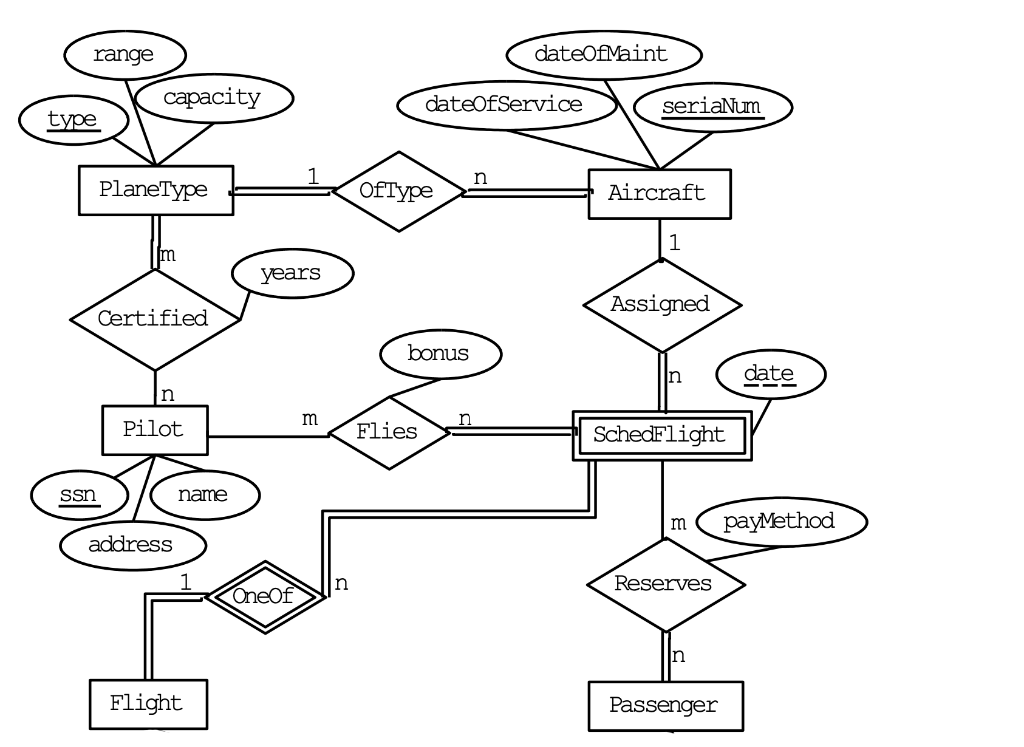 range
dateOfMaint
capacity
dateOfService
seriaNum
type
PlaneType
1
OfType
n
Aircraft
m
1
years
Certified
Assigned
bonus
n
date
n
m
n
Pilot
Flies
SchedFlight
ssn
name
m
payMethod
address
1
OneOf
n
Reserves
n
Flight
Passenger